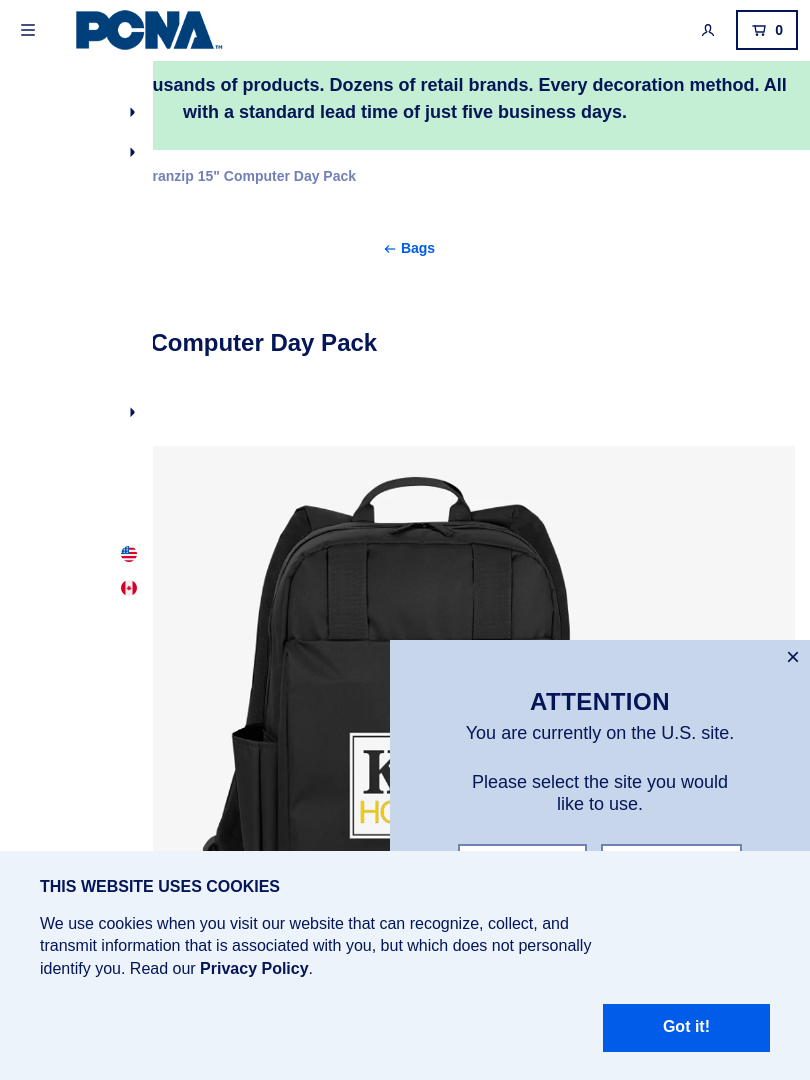 PCNA™
0
usands of products. Dozens of retail brands. Every decoration method. All
with a standard lead time of just five business days.
ranzip 15" Computer Day Pack
← Bags
Computer Day Pack
ATTENTION
You are currently on the U.S. site.
Please select the site you would
like to use.
THIS WEBSITE USES COOKIES
We use cookies when you visit our website that can recognize, collect, and
transmit information that is associated with you, but which does not personally
identify you. Read our Privacy Policy.
Got it!